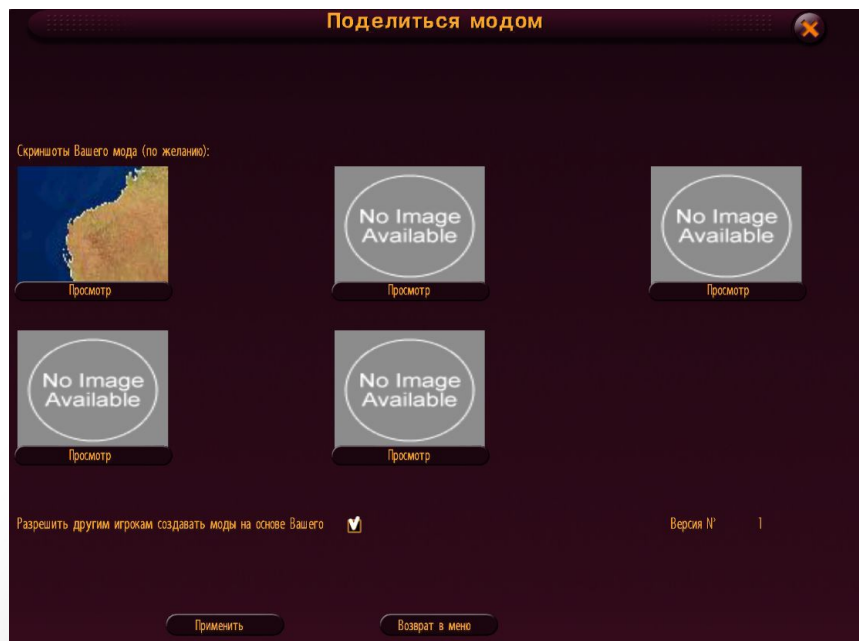 Поделиться модом
Скриншоты Вашего мода (по желанию):
No Image
Available
No Image
Available
Просмотр
Просмотр
Просмотр
No Image
Available
No Image
Available
Просмотр
Просмотр
Разрешить другим игрокам создавать моды на основе Вашего
Версия N° 1
Применить
Возврат в меню